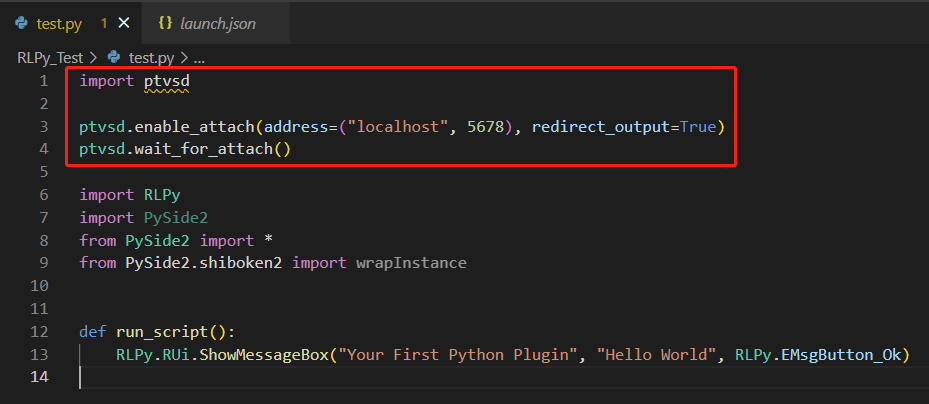 test.py 1 × {} launch.json
RLPy_Test > test.py > ...
1 import ptvsd
2
3 ptvsd.enable_attach(address=("localhost", 5678), redirect_output=True)
4 ptvsd.wait_for_attach()
5
6 import RLPy
7 import PySide2
8 from PySide2 import *
9 from PySide2.shiboken2 import wrapInstance
10
11
12 def run_script():
13 RLPy.RUi.ShowMessageBox("Your First Python Plugin", "Hello World", RLPy.EMsgButton_Ok)
14